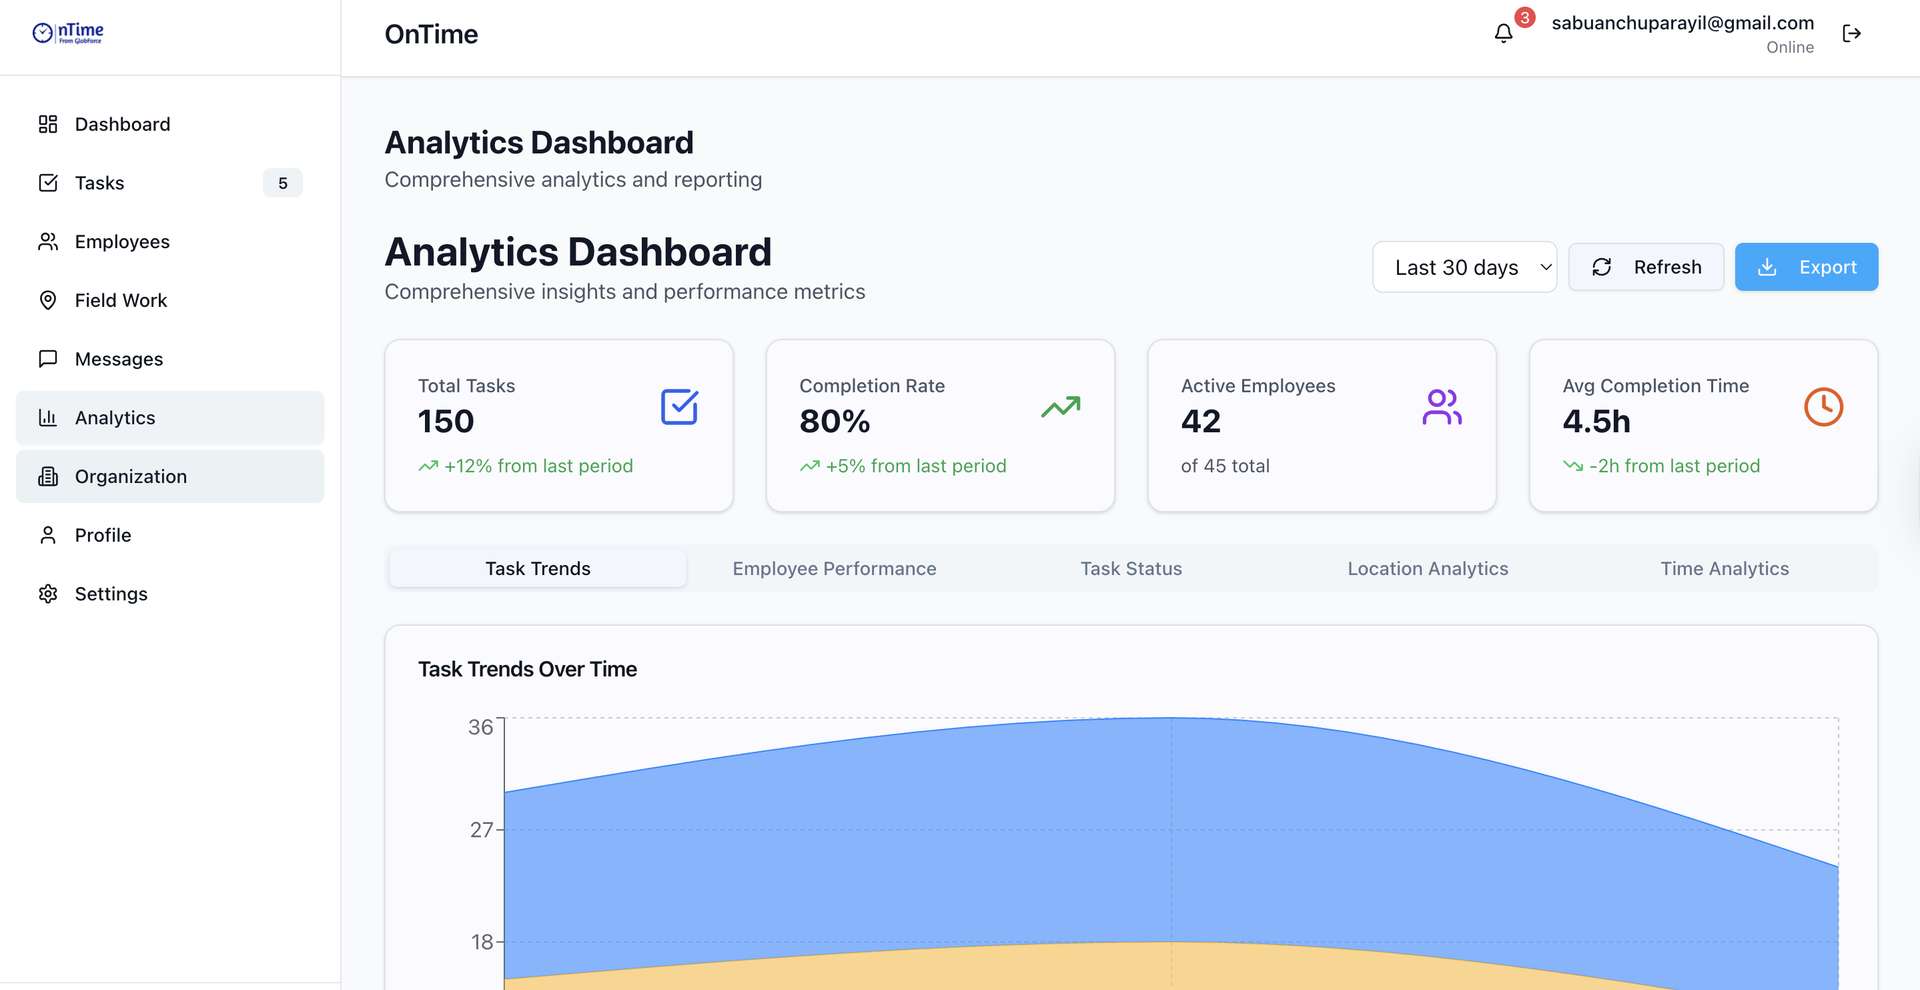 nTime
From Globforce
OnTime
3
sabuanchuparayil@gmail.com
Online
Dashboard
Tasks
5
Employees
Field Work
Messages
Analytics
Organization
Profile
Settings
Analytics Dashboard
Comprehensive analytics and reporting
Analytics Dashboard
Comprehensive insights and performance metrics
Last 30 days
Refresh
Export
Total Tasks
150
+12% from last period
Completion Rate
80%
+5% from last period
Active Employees
42
of 45 total
Avg Completion Time
4.5h
-2h from last period
Task Trends
Employee Performance
Task Status
Location Analytics
Time Analytics
Task Trends Over Time
36
27
18